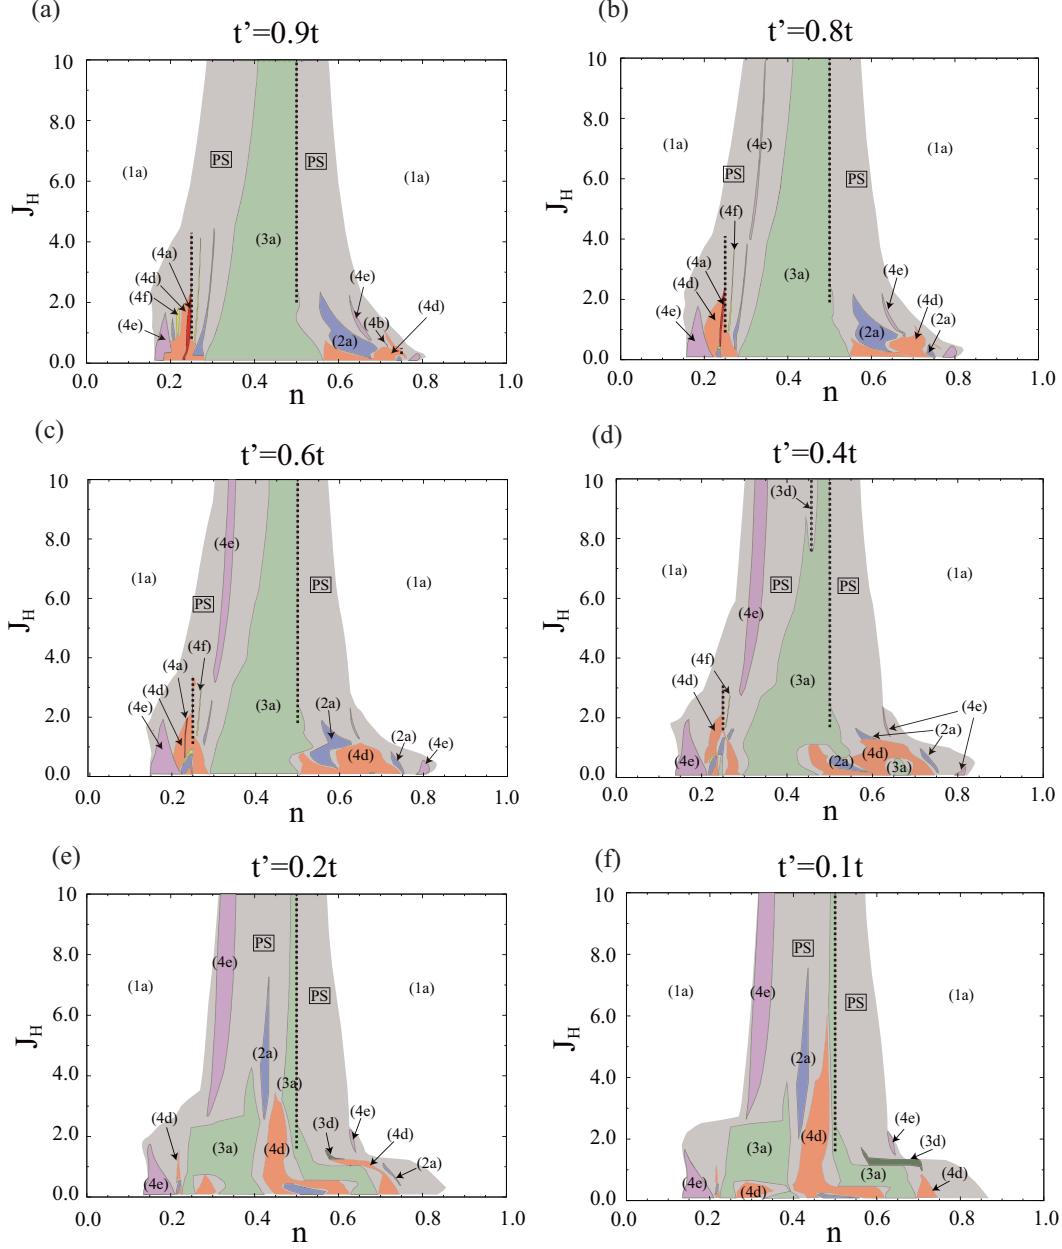 (a)
t'=0.9t
10
8.0
6.0
4.0
2.0
0.0
J_H
(1a)
PS
PS
(1a)
(3a)
(4a)
(4d)
(4f)
(4e)
(4e)
(4d)
(4b)
(2a)
0.0 0.2 0.4 0.6 0.8 1.0
n
(b)
t'=0.8t
10
8.0
6.0
4.0
2.0
0.0
J_H
(1a)
(4e)
PS
PS
(1a)
(4f)
(3a)
(4a)
(4d)
(4e)
(4e)
(4d)
(2a)
(2a)
0.0 0.2 0.4 0.6 0.8 1.0
n
(c)
t'=0.6t
10
8.0
6.0
4.0
2.0
0.0
J_H
(1a)
(4e)
PS
PS
(1a)
(4f)
(4a)
(4d)
(4e)
(3a)
(2a)
(2a)
(4e)
(4d)
0.0 0.2 0.4 0.6 0.8 1.0
n
(d)
t'=0.4t
10
8.0
6.0
4.0
2.0
0.0
J_H
(3d)
(1a)
PS
PS
(1a)
(4e)
(4f)
(4d)
(3a)
(4e)
(2a)
(4d)
(4e)
(2a)
(3a)
0.0 0.2 0.4 0.6 0.8 1.0
n
(e)
t'=0.2t
10
8.0
6.0
4.0
2.0
0.0
J_H
(1a)
(4e)
PS
PS
(1a)
(2a)
(3a)
(4d)
(3a)
(4d)
(3d)
(4e)
(4d)
(2a)
(4e)
0.0 0.2 0.4 0.6 0.8 1.0
n
(f)
t'=0.1t
10
8.0
6.0
4.0
2.0
0.0
J_H
(1a)
(4e)
PS
PS
(1a)
(2a)
(3a)
(4d)
(4e)
(3d)
(3a)
(4d)
(4e)
(4d)
0.0 0.2 0.4 0.6 0.8 1.0
n